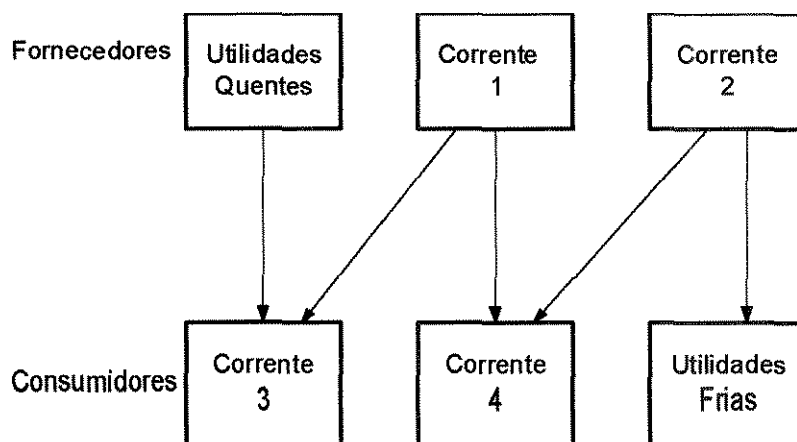 Fornecedores
Utilidades
Quentes
Corrente
1
Corrente
2
Consumidores
Corrente
3
Corrente
4
Utilidades
Frias